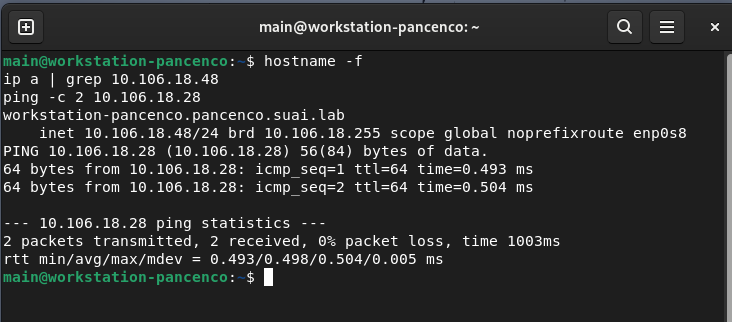 main@workstation-pancenco: ~
main@workstation-pancenco:~$ hostname -f
ip a | grep 10.106.18.48
ping -c 2 10.106.18.28
workstation-pancenco.pancenco.suai.lab
    inet 10.106.18.48/24 brd 10.106.18.255 scope global noprefixroute enp0s8
PING 10.106.18.28 (10.106.18.28) 56(84) bytes of data.
64 bytes from 10.106.18.28: icmp_seq=1 ttl=64 time=0.493 ms
64 bytes from 10.106.18.28: icmp_seq=2 ttl=64 time=0.504 ms

--- 10.106.18.28 ping statistics ---
2 packets transmitted, 2 received, 0% packet loss, time 1003ms
rtt min/avg/max/mdev = 0.493/0.498/0.504/0.005 ms
main@workstation-pancenco:~$